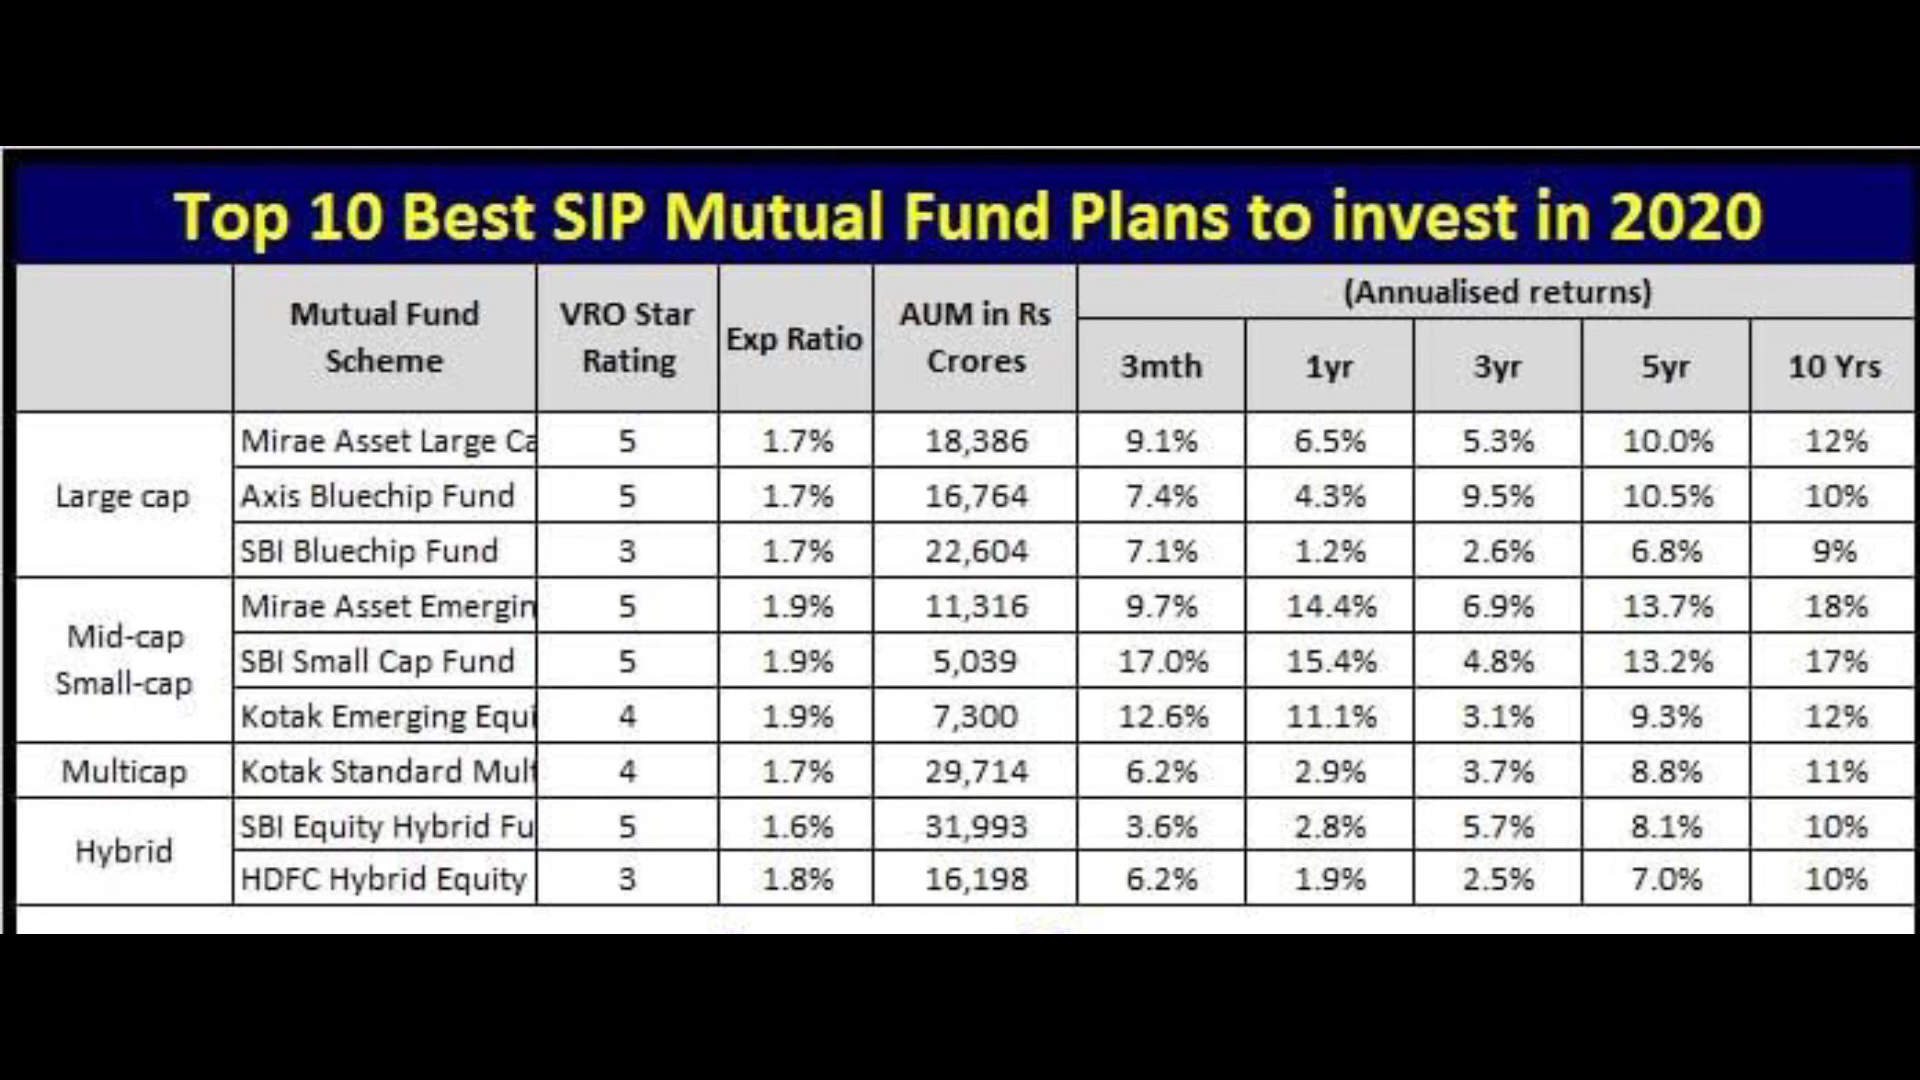 Top 10 Best SIP Mutual Fund Plans to invest in 2020
Mutual Fund Scheme VRO Star Rating Exp Ratio AUM in Rs Crores (Annualised returns)
3mth 1yr 3yr 5yr 10 Yrs
Large cap
Mirae Asset Large Ca 5 1.7% 18,386 9.1% 6.5% 5.3% 10.0% 12%
Axis Bluechip Fund 5 1.7% 16,764 7.4% 4.3% 9.5% 10.5% 10%
SBI Bluechip Fund 3 1.7% 22,604 7.1% 1.2% 2.6% 6.8% 9%
Mid-cap
Small-cap
Mirae Asset Emergin 5 1.9% 11,316 9.7% 14.4% 6.9% 13.7% 18%
SBI Small Cap Fund 5 1.9% 5,039 17.0% 15.4% 4.8% 13.2% 17%
Kotak Emerging Equi 4 1.9% 7,300 12.6% 11.1% 3.1% 9.3% 12%
Multicap
Kotak Standard Mult 4 1.7% 29,714 6.2% 2.9% 3.7% 8.8% 11%
Hybrid
SBI Equity Hybrid Fu 5 1.6% 31,993 3.6% 2.8% 5.7% 8.1% 10%
HDFC Hybrid Equity 3 1.8% 16,198 6.2% 1.9% 2.5% 7.0% 10%